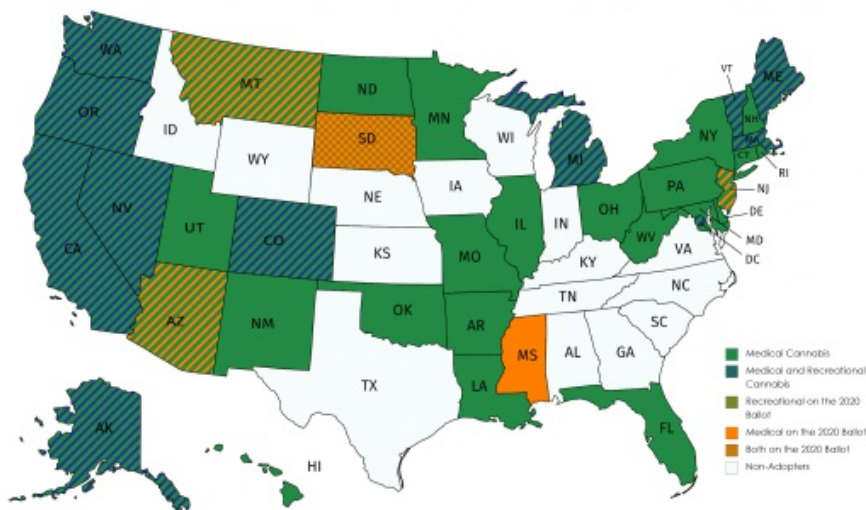 WA
MT
ND
MN
VT
ME
OR
ID
SD
WI
NH
WY
MI
NY
MA
CT
RI
NV
NE
IA
PA
NJ
CA
UT
CO
IL
IN
OH
DE
KS
MO
WV
VA
MD
KY
DC
AZ
NM
OK
TN
NC
AR
SC
TX
MS
AL
GA
LA
FL
AK
HI
Medical Cannabis
Medical and Recreational
Cannabis
Recreational on the 2020
Ballot
Medical on the 2020 Ballot
Both on the 2020 Ballot
Non-Adopters